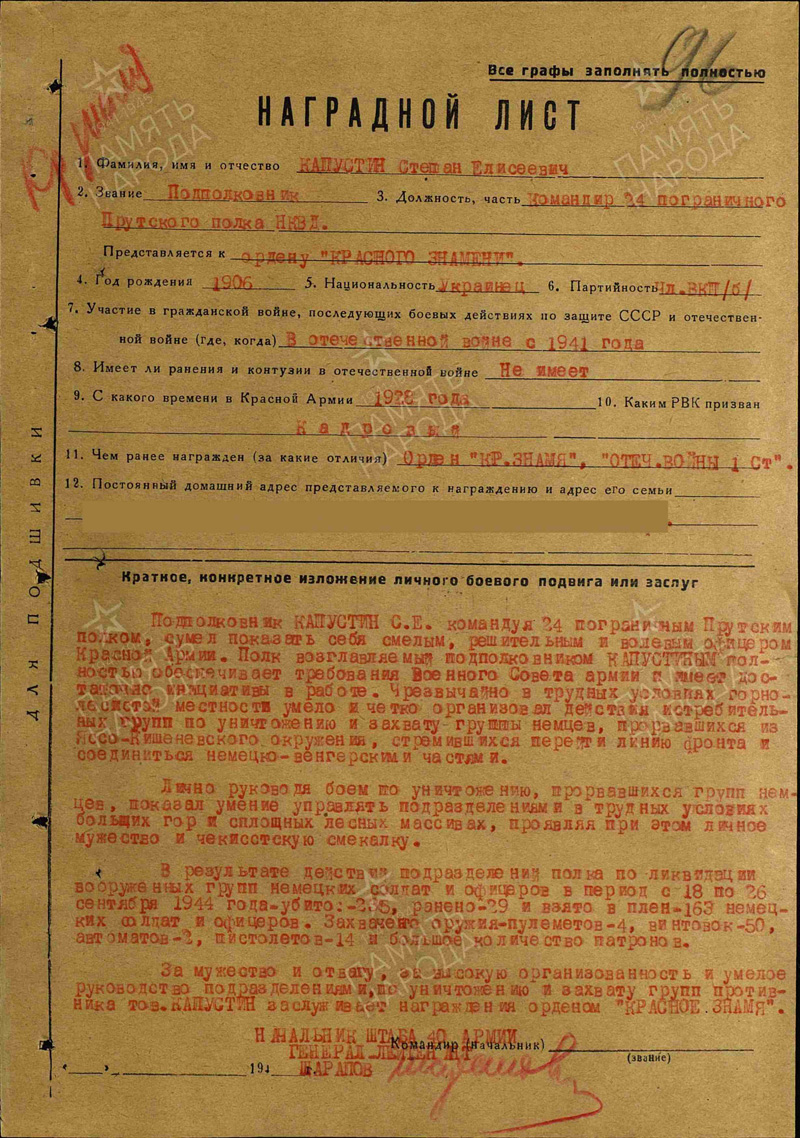 96
Все графы заполнять полностью
НАГРАДНОЙ ЛИСТ
1. Фамилия, имя и отчество КАПУСТИН Степан Елисеевич
2. Звание Подполковник 3. Должность, часть Командир 24 пограничного
Прутского полка НКВД.
Представляется к ордену "КРАСНОГО ЗНАМЕНИ".
4. Год рождения 1906 5. Национальность Украинец 6. Партийность Чл.ВКП/б/
7. Участие в гражданской войне, последующих боевых действиях по защите СССР и отечествен-
ной войне (где, когда) В отечественной войне с 1941 года
8. Имеет ли ранения и контузии в отечественной войне Не имеет
9. С какого времени в Красной Армии 1928 года 10. Каким РВК призван
Кадровый
11. Чем ранее награжден (за какие отличия) Орден "КР.ЗНАМЯ", "ОТЕЧ.ВОЙНЫ 1 Ст".
12. Постоянный домашний адрес представляемого к награждению и адрес его семьи
Краткое, конкретное изложение личного боевого подвига или заслуг
Подполковник КАПУСТИН С.Е. командуя 24 пограничным Прутским
полком, сумел показать себя смелым, решительным и волевым офицером
Красной Армии. Полк возглавляемый подполковником КАПУСТИНЫМ пол-
ностью обеспечивает требования Военного Совета армии и имеет дос-
таточно инициативы в работе. Чрезвычайно в трудных условиях горно-
лесистой местности умело и четко организовал действия истребитель-
ных групп по уничтожению и захвату группы немцев, прорвавшихся из
Яссо-Кишеневского окружения, стремившихся перейти линию фронта и
соединиться немецко-венгерскими частями.
Лично руководя боем по уничтожению, прорвавшихся групп нем-
цев, показал умение управлять подразделениями в трудных условиях
больших гор и сплощных лесных массивах, проявляя при этом личное
мужество и чекисстскую смекалку.
В результате действий подразделений полка по ликвидации
вооруженных групп немецких солдат и офицеров в период с 18 по 26
сентября 1944 года-убито:- ранено-29 и взято в плен-163 немец-
ких солдат и офицеров. Захвачено оружия-пулеметов-4, винтовок-50,
автоматов-2, пистолетов-14 и большое количество патронов.
За мужество и отвагу, за высокую организованность и умелое
руководство подразделениями,по уничтожению и захвату групп против-
ника тов.КАПУСТИН заслуживает награждения орденом "КРАСНОЕ ЗНАМЯ".
НАЧАЛЬНИК ШТАБА 40 АРМИИ
Командир (начальник)
ГЕНЕРАЛ ЛЕЙТЕНАНТ
(звание)
ШАРАПОВ
« » 194
ДЛЯ ПОДШИВКИ
ПАМЯТЬ НАРОДА